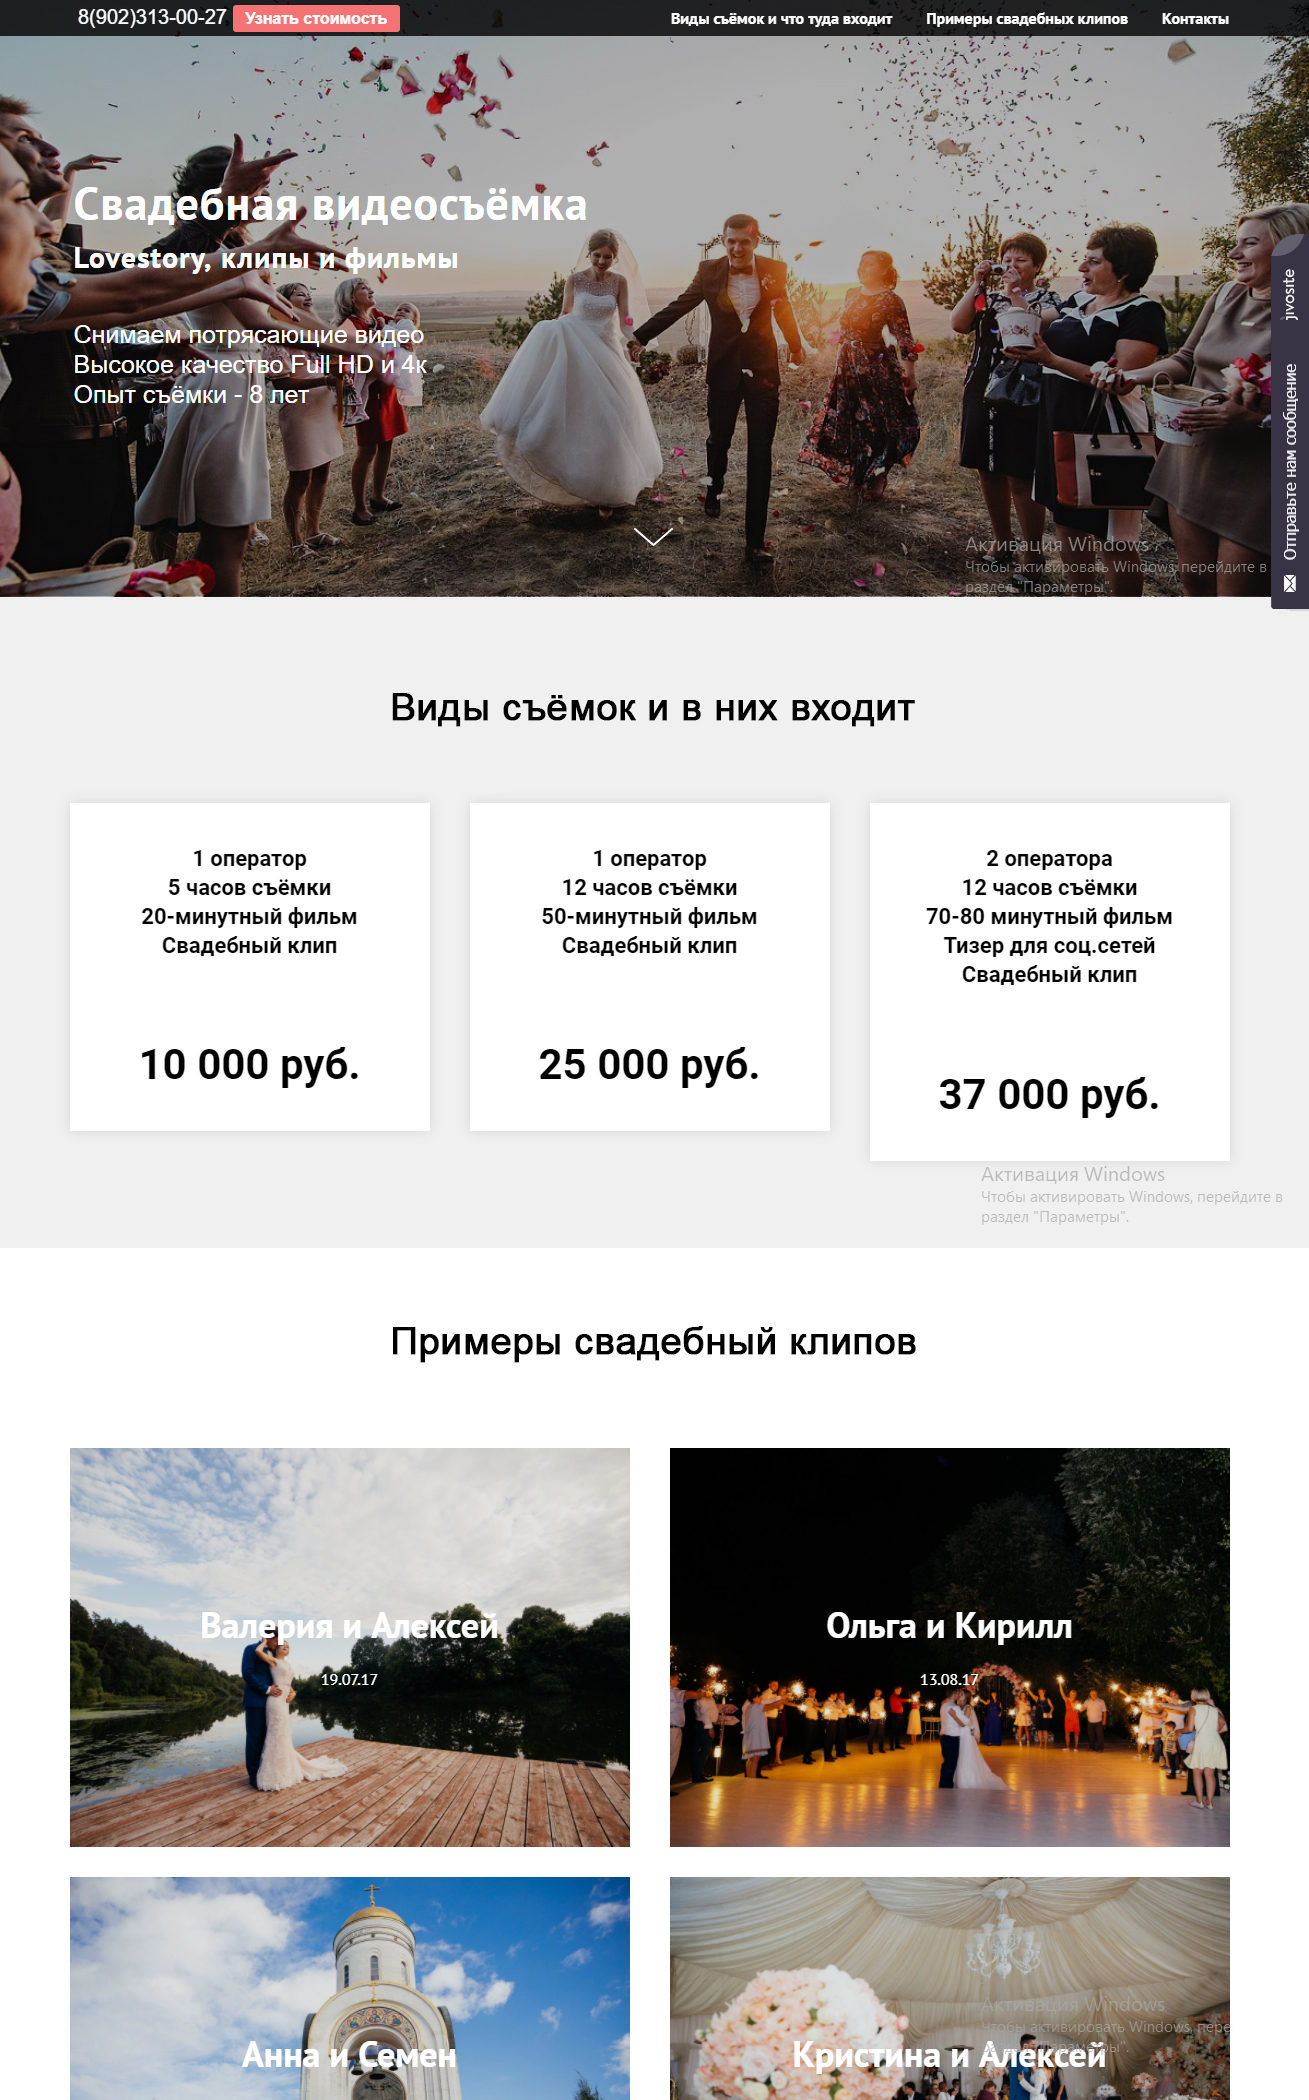 8(902)313-00-27
Узнать стоимость
Виды съёмок и что туда входит
Примеры свадебных клипов
Контакты
Свадебная видеосъёмка
Lovestory, клипы и фильмы
Снимаем потрясающие видео
Высокое качество Full HD и 4к
Опыт съёмки - 8 лет
jivosite
Отправьте нам сообщение
Активация Windows
Чтобы активировать Windows, перейдите в
раздел "Параметры".
Виды съёмок и в них входит
1 оператор
5 часов съёмки
20-минутный фильм
Свадебный клип
10 000 руб.
1 оператор
12 часов съёмки
50-минутный фильм
Свадебный клип
25 000 руб.
2 оператора
12 часов съёмки
70-80 минутный фильм
Тизер для соц.сетей
Свадебный клип
37 000 руб.
Активация Windows
Чтобы активировать Windows, перейдите в
раздел "Параметры".
Примеры свадебный клипов
Валерия и Алексей
19.07.17
Ольга и Кирилл
13.08.17
Анна и Семен
Активация Windows
Чтобы активировать Windows, пере
раздел "Параметры".
Кристина и Алексей